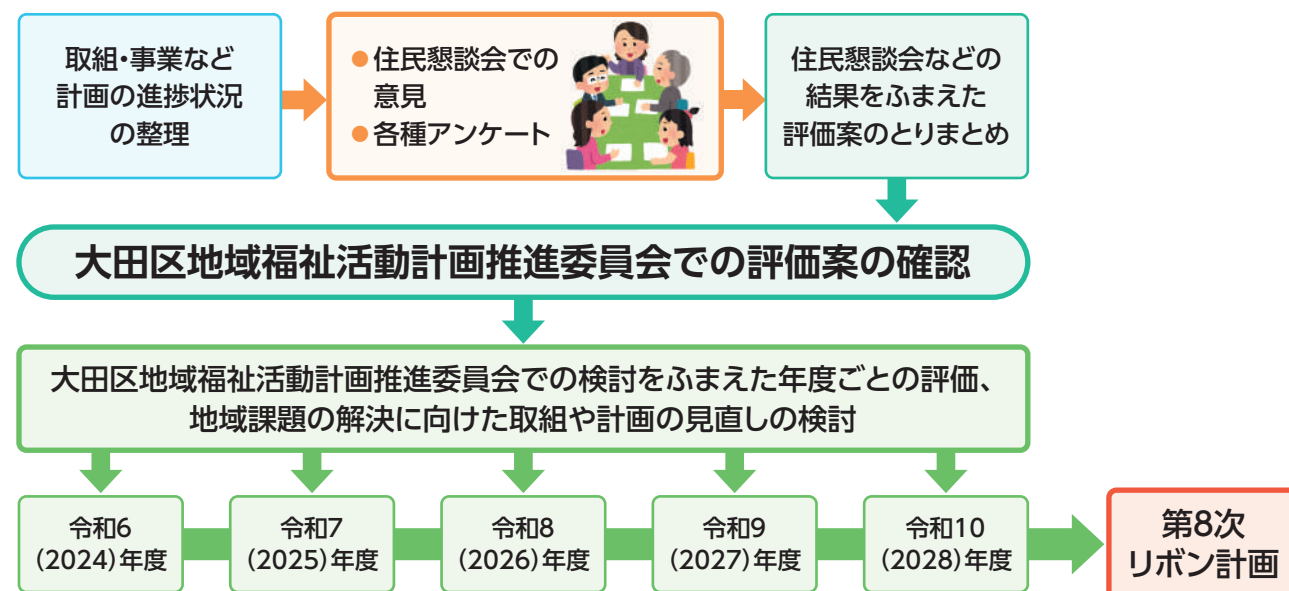 取組・事業など
計画の進捗状況
の整理
●住民懇談会での
意見
●各種アンケート
住民懇談会などの
結果をふまえた
評価案のとりまとめ
大田区地域福祉活動計画推進委員会での評価案の確認
大田区地域福祉活動計画推進委員会での検討をふまえた年度ごとの評価、
地域課題の解決に向けた取組や計画の見直しの検討
令和6
(2024)年度
令和7
(2025)年度
令和8
(2026)年度
令和9
(2027)年度
令和10
(2028)年度
第8次
リボン計画